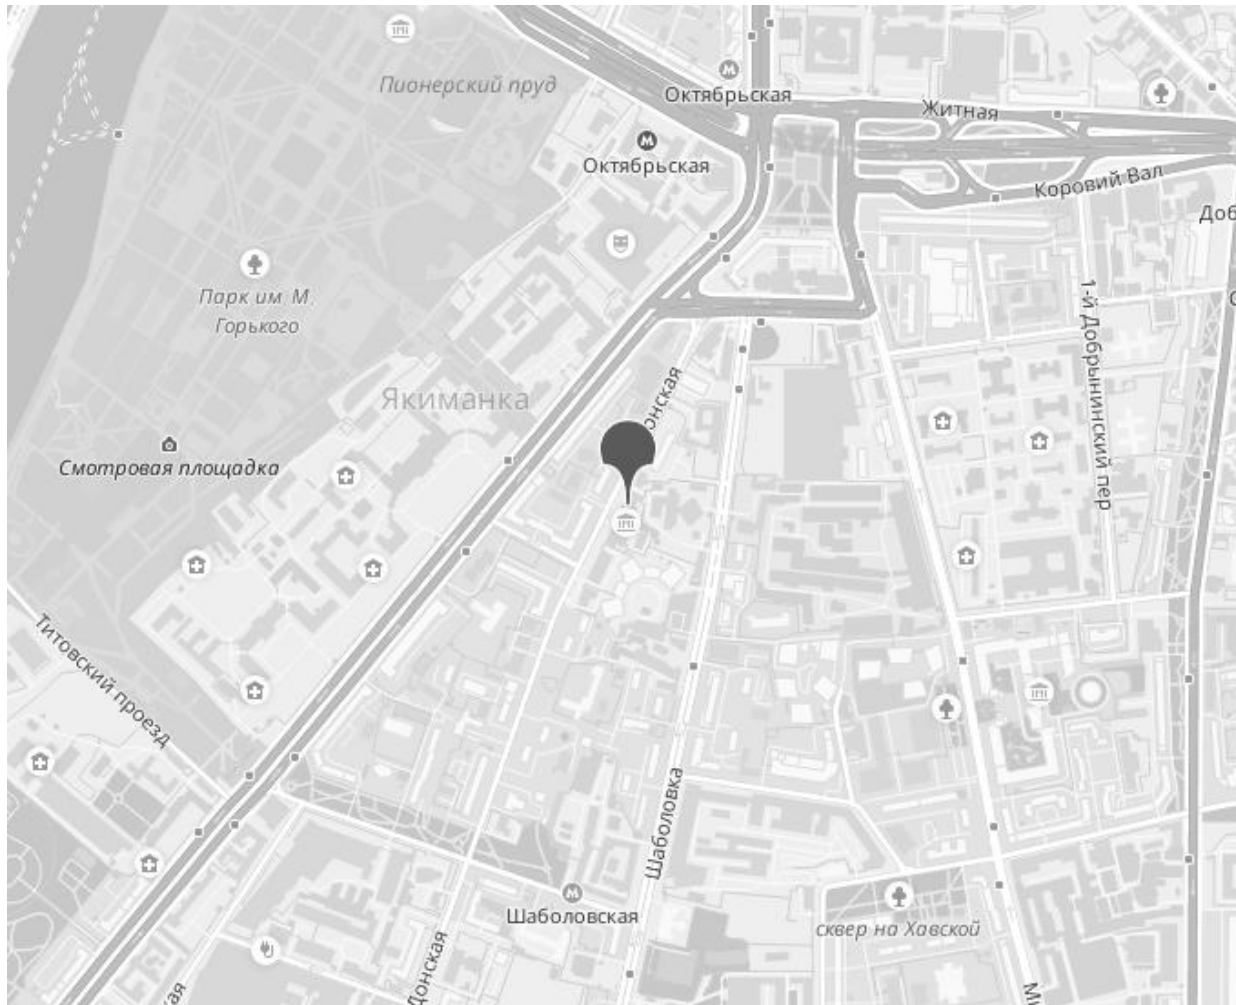 Пионерский пруд
Октябрьская
Житная
Октябрьская
Коровий Вал
Доб
Парк им. М.
Горького
1-й Добрынинский пер
Якиманка
онская
Смотровая площадка
Титовский проезд
Шаболовка
Шаболовская
сквер на Хавской
Донская
ая